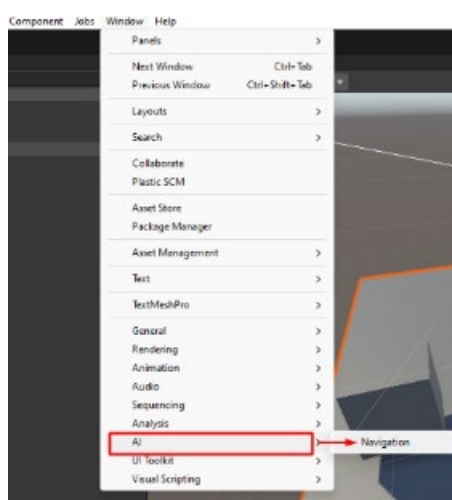 Component Jobs Window Help
Panels
Next Window Ctrl+Tab
Previous Window Ctrl+Shift+Tab
Layouts
Search
Collaborate
Plastic SCM
Asset Store
Package Manager
Asset Management
Text
TextMeshPro
General
Rendering
Animation
Audio
Sequencing
Analysis
AI Navigation
UI Toolkit
Visual Scripting